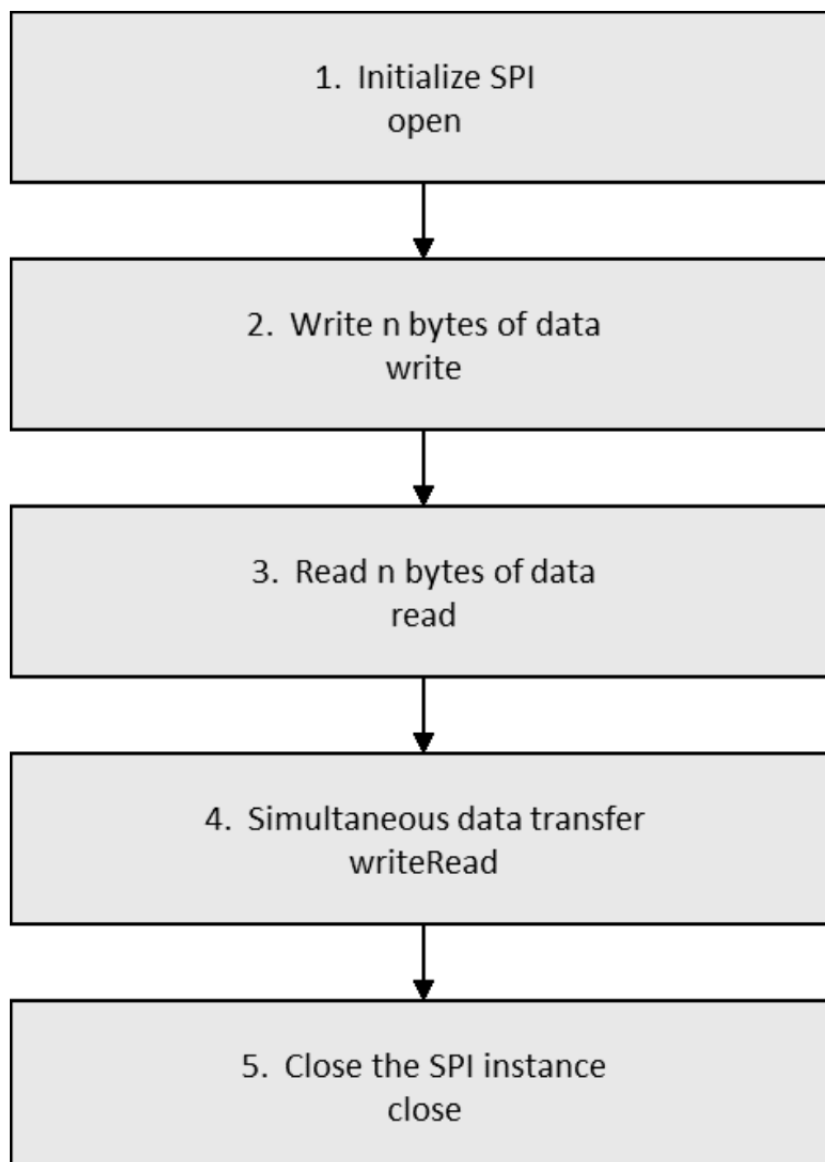 1. Initialize SPI
open
2. Write n bytes of data
write
3. Read n bytes of data
read
4. Simultaneous data transfer
writeRead
5. Close the SPI instance
close